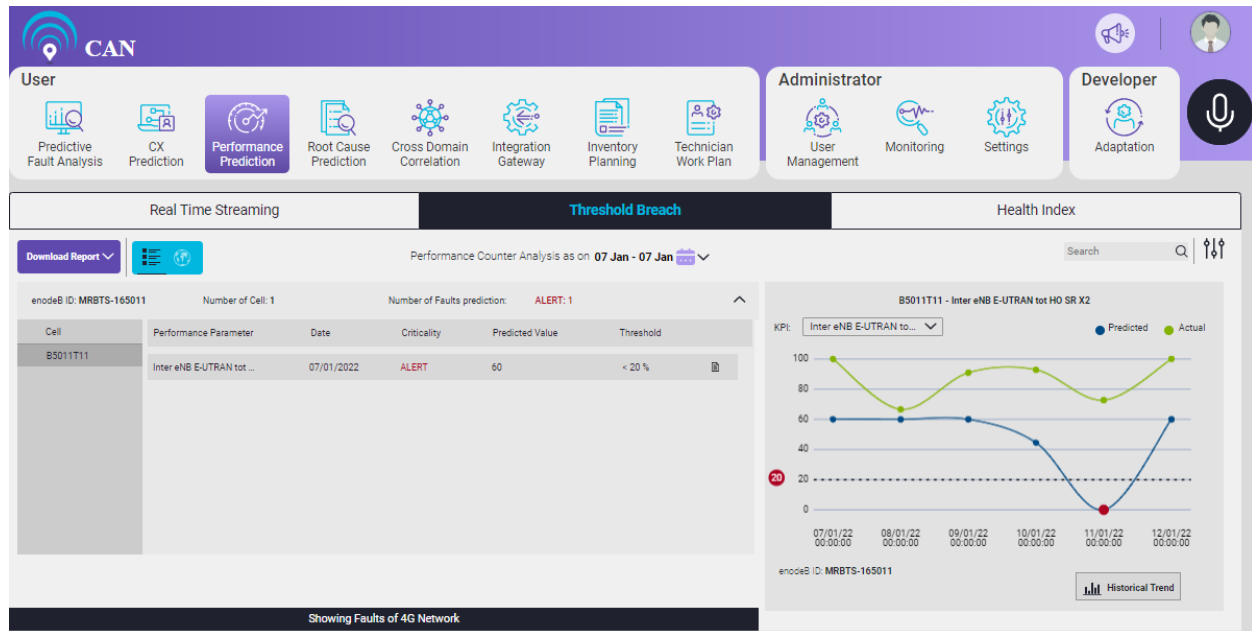 CAN
User
Administrator
Developer
Predictive
Fault Analysis
CX
Prediction
Performance
Prediction
Root Cause
Prediction
Cross Domain
Correlation
Integration
Gateway
Inventory
Planning
Technician
Work Plan
User
Management
Monitoring
Settings
Adaptation
Real Time Streaming
Threshold Breach
Health Index
Download Report
Performance Counter Analysis as on 07 Jan - 07 Jan
Search
enodeB ID: MRBTS-165011 Number of Cell: 1 Number of Faults prediction: ALERT: 1
Cell Performance Parameter Date Criticality Predicted Value Threshold
B5011T11
Inter eNB E-UTRAN tot ... 07/01/2022 ALERT 60 < 20 %
Showing Faults of 4G Network
B5011T11 - Inter eNB E-UTRAN tot HO SR X2
KPI: Inter eNB E-UTRAN to...
Predicted Actual
100
80
60
40
20 20
0
07/01/22 08/01/22 09/01/22 10/01/22 11/01/22 12/01/22
00:00:00 00:00:00 00:00:00 00:00:00 00:00:00 00:00:00
enodeB ID: MRBTS-165011
Historical Trend